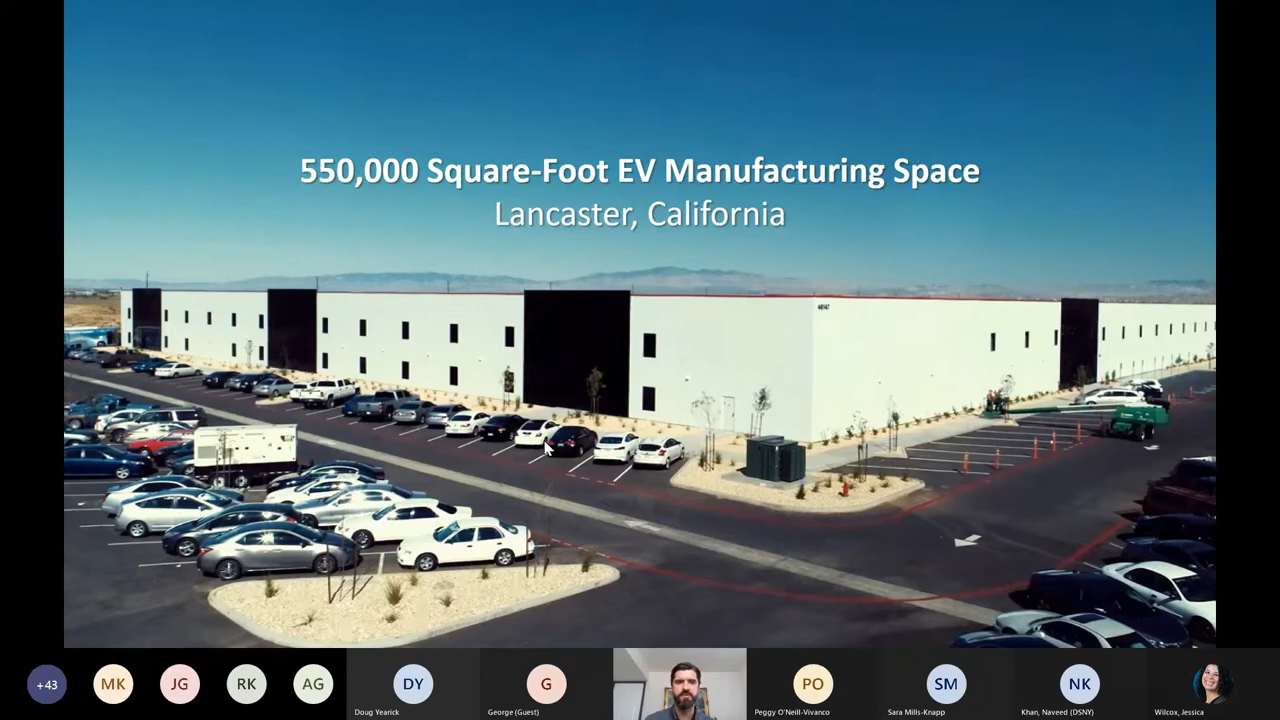 550,000 Square-Foot EV Manufacturing Space
Lancaster, California
+43
MK
JG
RK
AG
DY
Doug Yearick
G
George (Guest)
PO
Peggy O'Neill-Vivanco
SM
Sara Mills-Knapp
NK
Khan, Naveed (DSNY)
Wilcox, Jessica